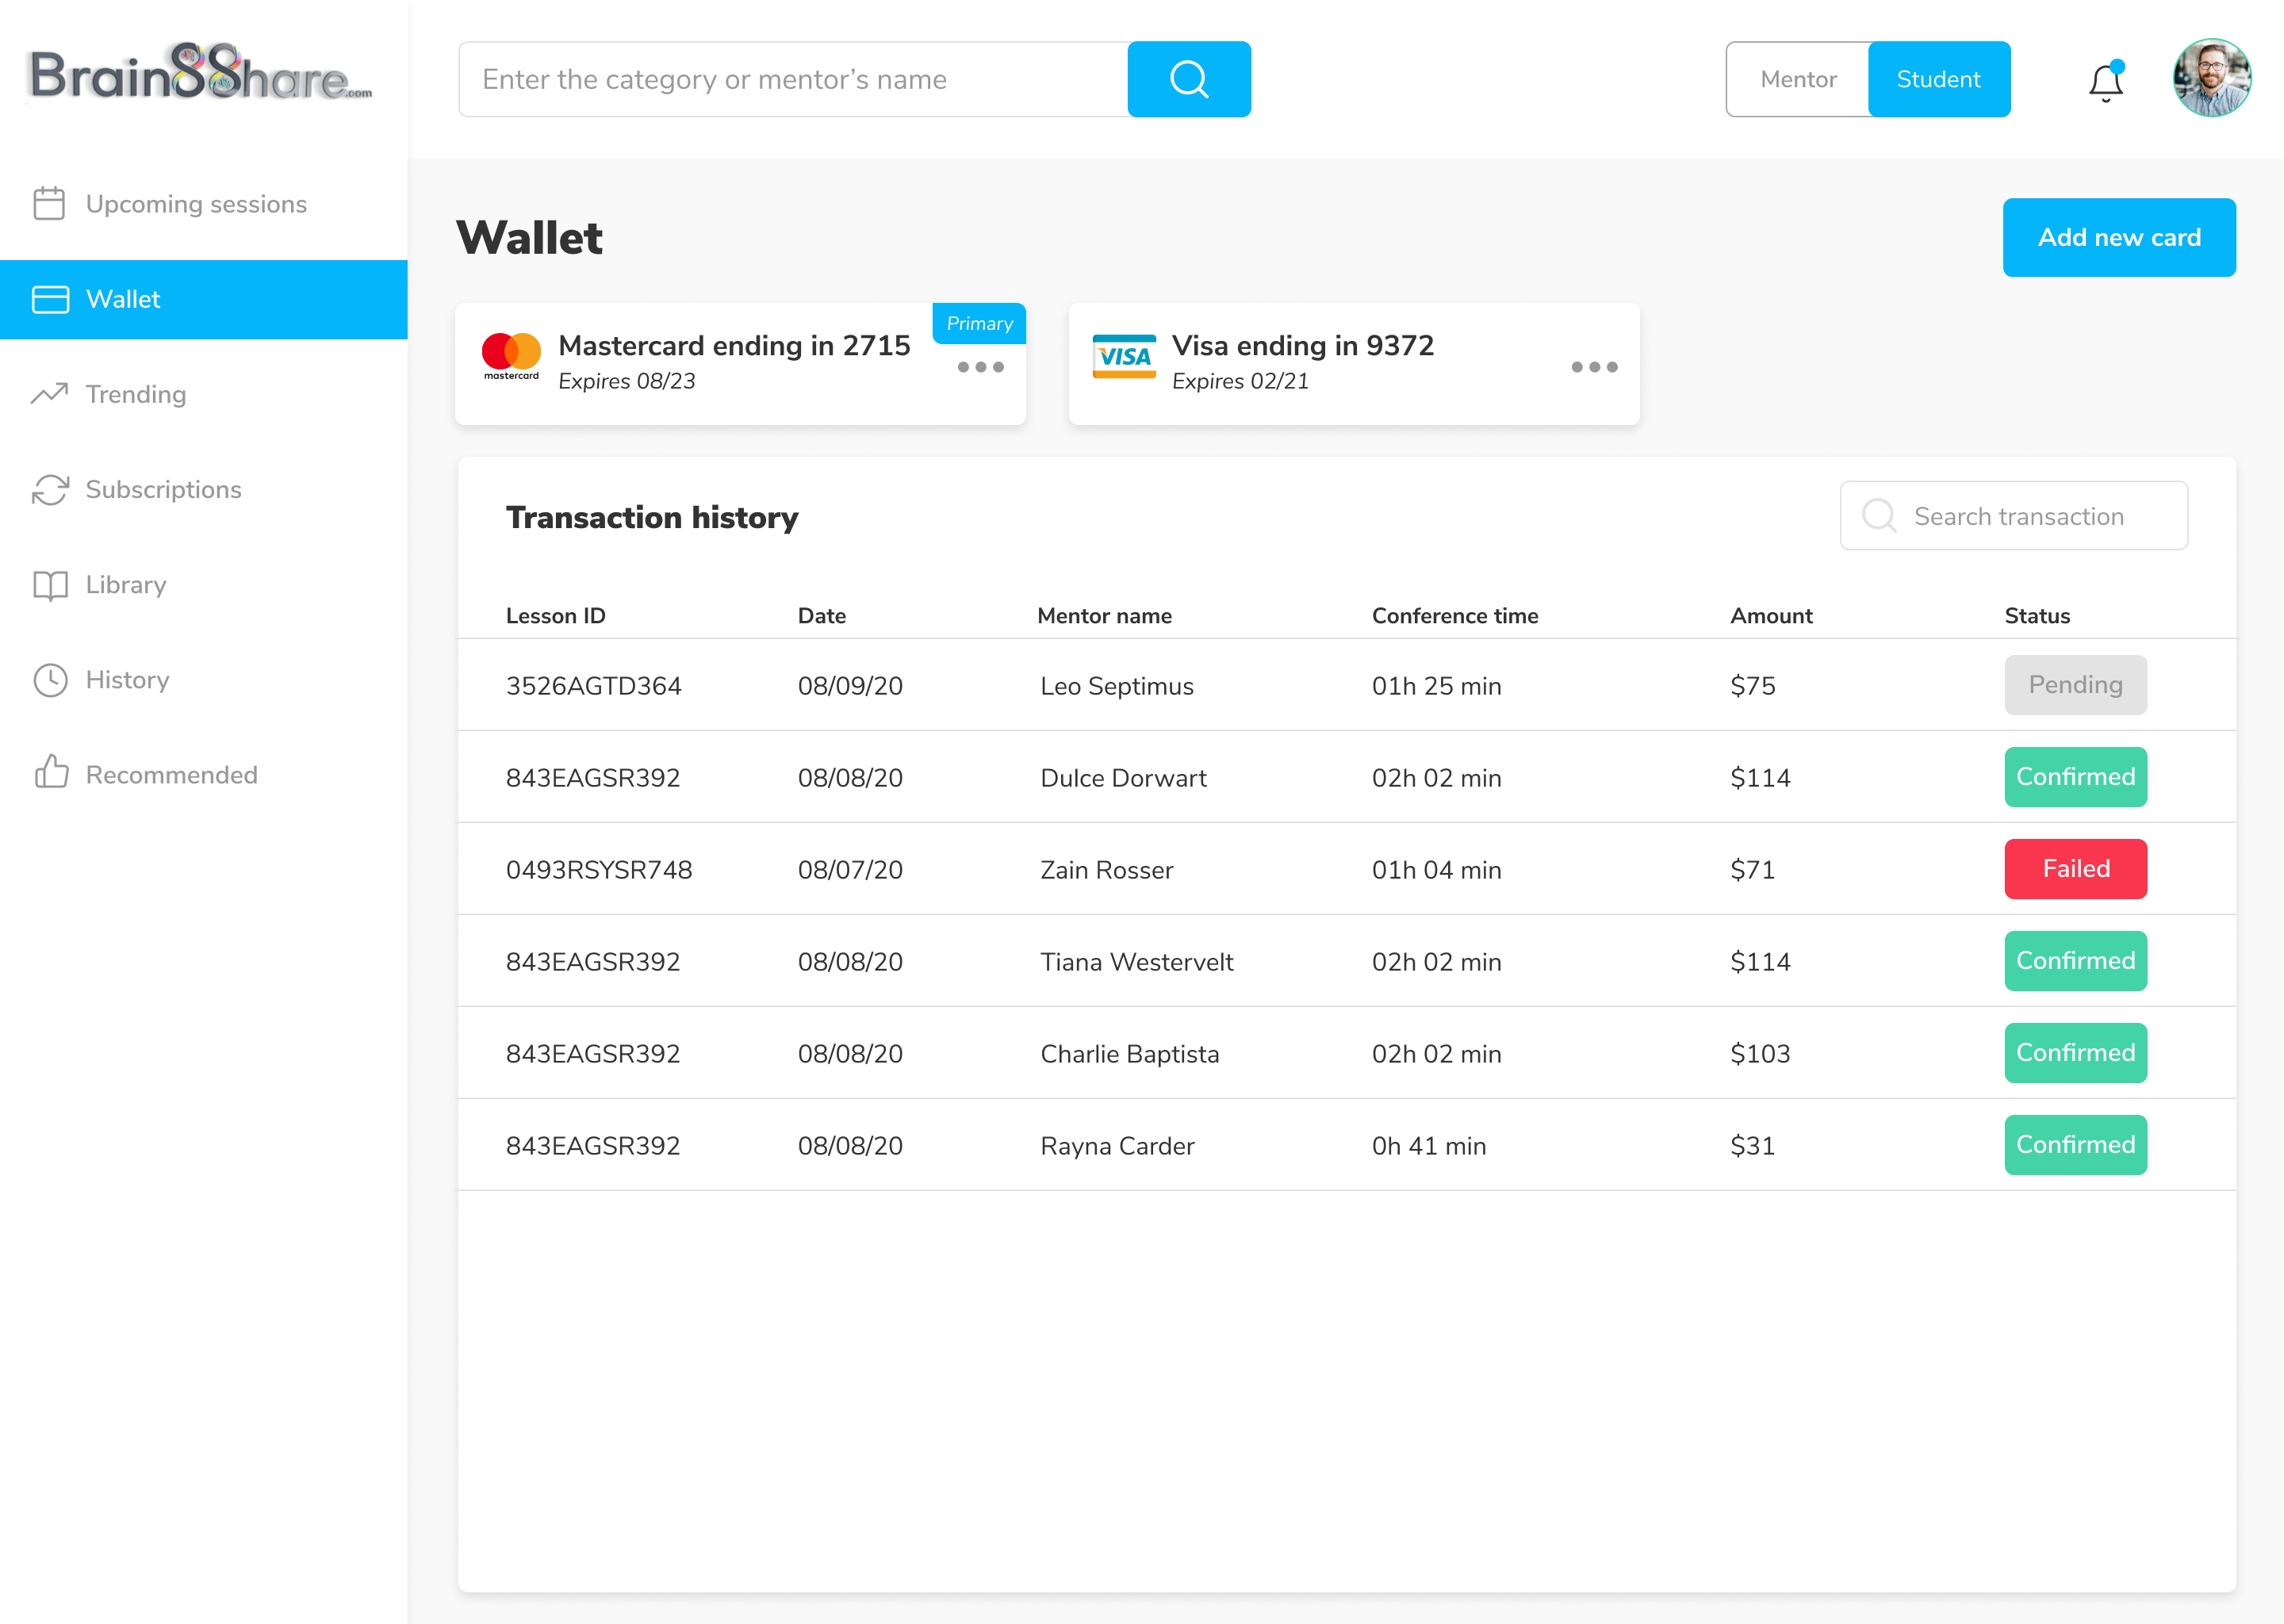 Brain88hare.com
Enter the category or mentor’s name
Mentor
Student
Upcoming sessions
Wallet
Trending
Subscriptions
Library
History
Recommended
Wallet
Add new card
mastercard
Mastercard ending in 2715
Expires 08/23
Primary
VISA
Visa ending in 9372
Expires 02/21
Transaction history
Search transaction
Lesson ID Date Mentor name Conference time Amount Status
3526AGTD364 08/09/20 Leo Septimus 01h 25 min $75 Pending
843EAGSR392 08/08/20 Dulce Dorwart 02h 02 min $114 Confirmed
0493RSYSR748 08/07/20 Zain Rosser 01h 04 min $71 Failed
843EAGSR392 08/08/20 Tiana Westervelt 02h 02 min $114 Confirmed
843EAGSR392 08/08/20 Charlie Baptista 02h 02 min $103 Confirmed
843EAGSR392 08/08/20 Rayna Carder 0h 41 min $31 Confirmed